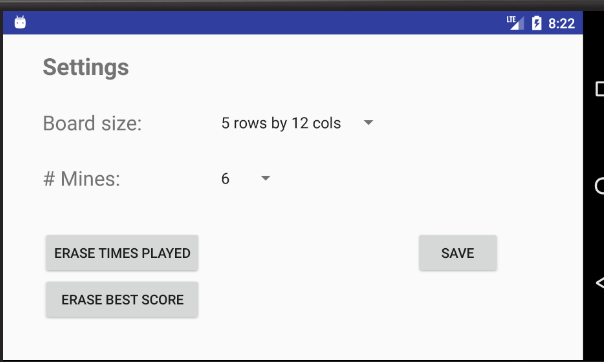 LTE 8:22
Settings
Board size: 5 rows by 12 cols
# Mines: 6
ERASE TIMES PLAYED SAVE
ERASE BEST SCORE